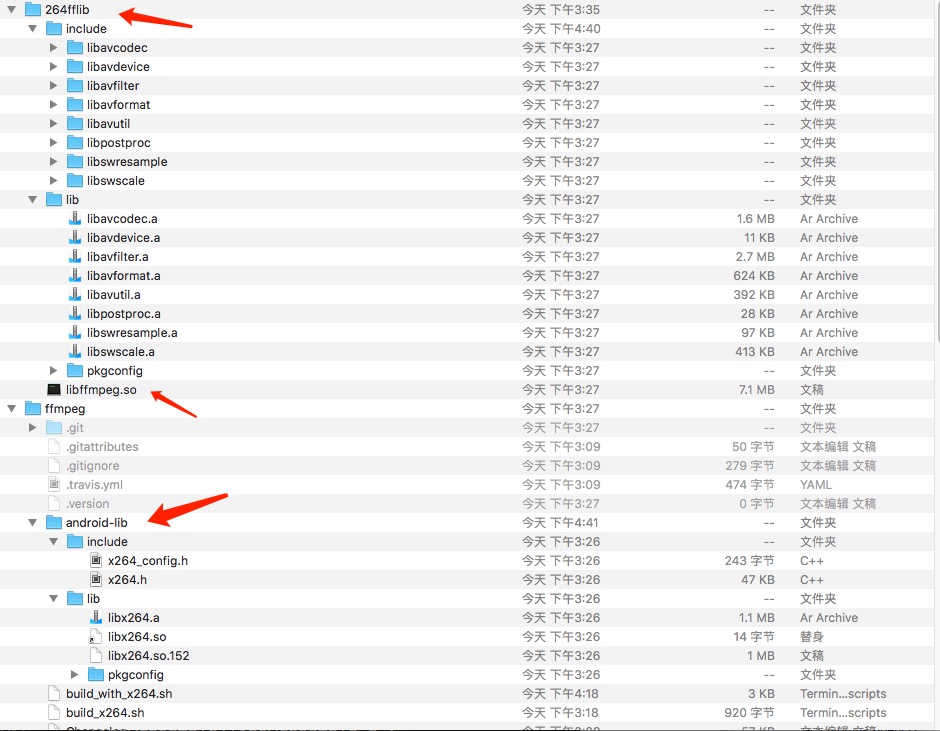 264fflib 今天 下午3:35 -- 文件夹
include 今天 下午4:40 -- 文件夹
libavcodec 今天 下午3:27 -- 文件夹
libavdevice 今天 下午3:27 -- 文件夹
libavfilter 今天 下午3:27 -- 文件夹
libavformat 今天 下午3:27 -- 文件夹
libavutil 今天 下午3:27 -- 文件夹
libpostproc 今天 下午3:27 -- 文件夹
libswresample 今天 下午3:27 -- 文件夹
libswscale 今天 下午3:27 -- 文件夹
lib 今天 下午3:27 -- 文件夹
libavcodec.a 今天 下午3:27 1.6 MB Ar Archive
libavdevice.a 今天 下午3:27 11 KB Ar Archive
libavfilter.a 今天 下午3:27 2.7 MB Ar Archive
libavformat.a 今天 下午3:27 624 KB Ar Archive
libavutil.a 今天 下午3:27 392 KB Ar Archive
libpostproc.a 今天 下午3:27 28 KB Ar Archive
libswresample.a 今天 下午3:27 97 KB Ar Archive
libswscale.a 今天 下午3:27 413 KB Ar Archive
pkgconfig 今天 下午3:27 -- 文件夹
libffmpeg.so 今天 下午3:27 7.1 MB 文稿
ffmpeg 今天 下午3:27 -- 文件夹
.git 今天 下午3:27 -- 文件夹
.gitattributes 今天 下午3:09 50 字节 文本编辑 文稿
.gitignore 今天 下午3:09 279 字节 文本编辑 文稿
.travis.yml 今天 下午3:09 474 字节 YAML
.version 今天 下午3:27 0 字节 文本编辑 文稿
android-lib 今天 下午4:41 -- 文件夹
include 今天 下午3:26 -- 文件夹
x264_config.h 今天 下午3:26 243 字节 C++
x264.h 今天 下午3:26 47 KB C++
lib 今天 下午3:26 -- 文件夹
libx264.a 今天 下午3:26 1.1 MB Ar Archive
libx264.so 今天 下午3:26 14 字节 替身
libx264.so.152 今天 下午3:26 1 MB 文稿
pkgconfig 今天 下午3:26 -- 文件夹
build_with_x264.sh 今天 下午4:18 3 KB Termin...scripts
build_x264.sh 今天 下午3:18 920 字节 Termin...scripts